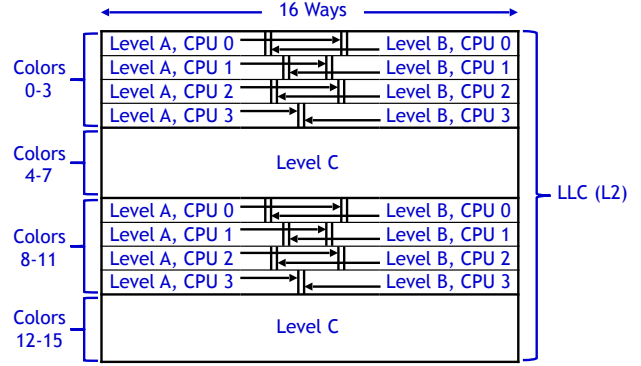 16 Ways
Level A, CPU 0 Level B, CPU 0
Level A, CPU 1 Level B, CPU 1
Level A, CPU 2 Level B, CPU 2
Level A, CPU 3 Level B, CPU 3
Colors
0-3
Colors
4-7
Level C
LLC (L2)
Level A, CPU 0 Level B, CPU 0
Level A, CPU 1 Level B, CPU 1
Level A, CPU 2 Level B, CPU 2
Level A, CPU 3 Level B, CPU 3
Colors
8-11
Colors
12-15
Level C